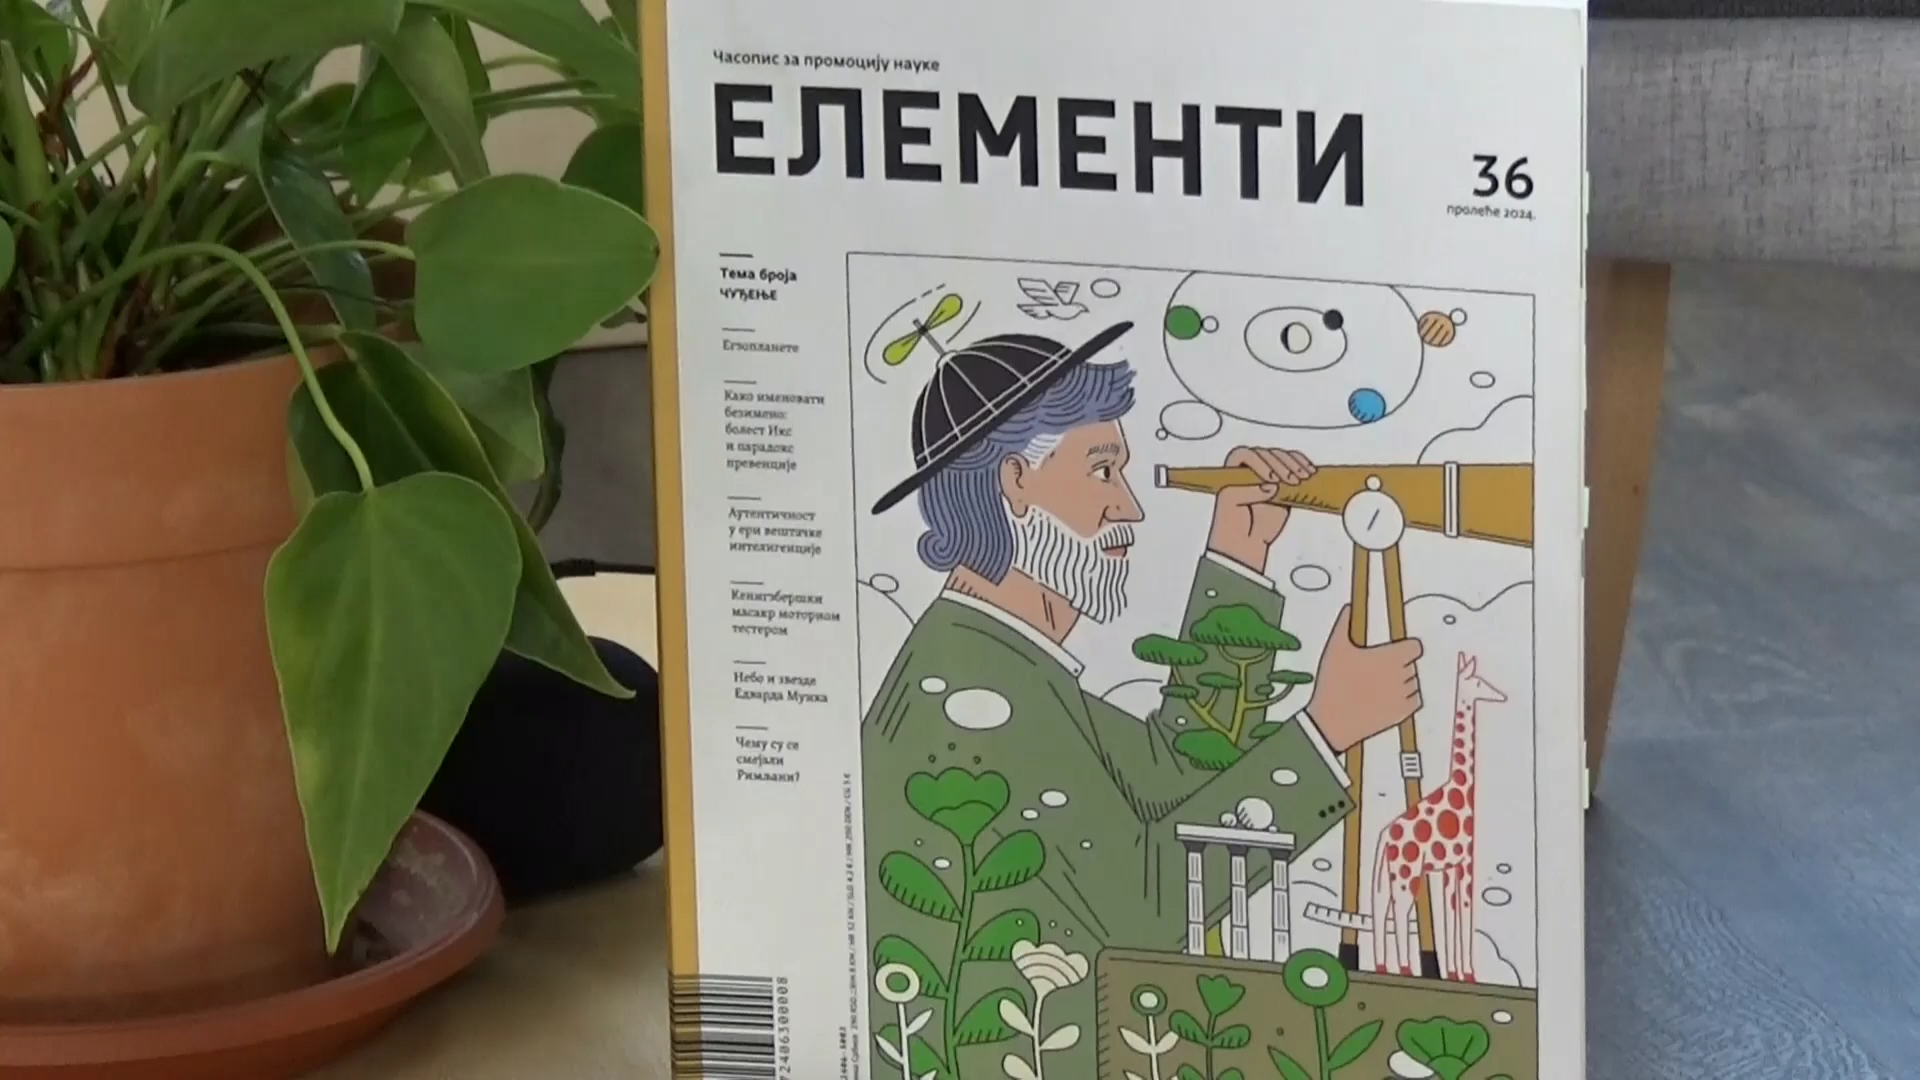 Часопис за промоцију науке
ЕЛЕМЕНТИ
36
пролеће 2024.
Тема броја
ЧУЂЕЊЕ
Егзопланете
Како именовати
безимено:
болест Икс
и парадокс
превенције
Аутентичност
у ери вештачке
интелигенције
Кенигзбершки
масакр моторном
тестером
Небо и звезде
Едварда Мунка
Чему су се
смејали
Римљани?